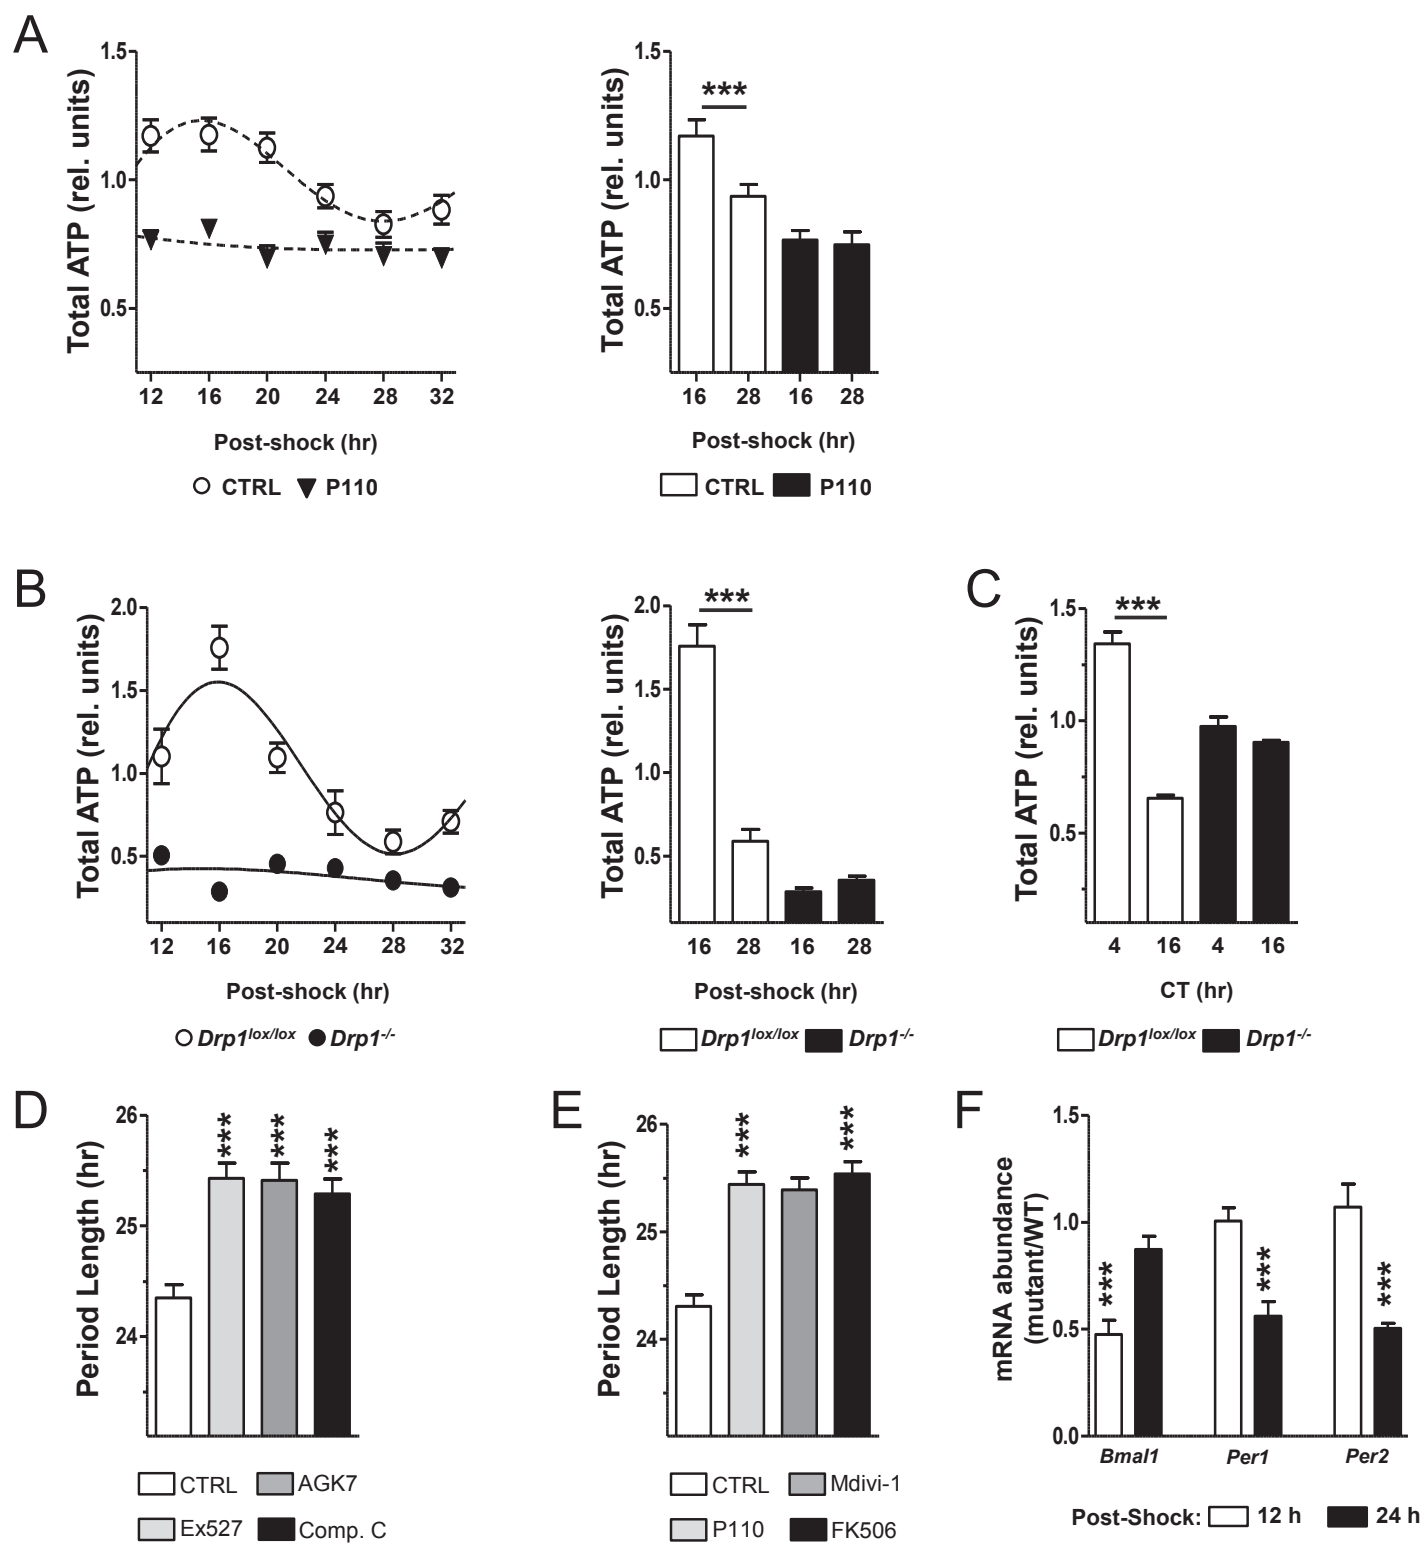 A
Total ATP (rel. units)
1.5
1.0
0.5
12 16 20 24 28 32
Post-shock (hr)
CTRL P110
Total ATP (rel. units)
1.5
1.0
0.5
***
16 28 16 28
Post-shock (hr)
CTRL P110
B
Total ATP (rel. units)
2.0
1.5
1.0
0.5
12 16 20 24 28 32
Post-shock (hr)
Drp1lox/lox Drp1-/-
Total ATP (rel. units)
2.0
1.5
1.0
0.5
***
16 28 16 28
Post-shock (hr)
Drp1lox/lox Drp1-/-
C
Total ATP (rel. units)
1.5
1.0
0.5
***
4 16 4 16
CT (hr)
Drp1lox/lox Drp1-/-
D
Period Length (hr)
26
25
24
*** *** ***
CTRL AGK7
Ex527 Comp. C
E
Period Length (hr)
26
25
24
*** ***
CTRL Mdivi-1
P110 FK506
F
mRNA abundance
(mutant/WT)
1.5
1.0
0.5
0.0
*** *** ***
Bmal1 Per1 Per2
Post-Shock: 12 h 24 h